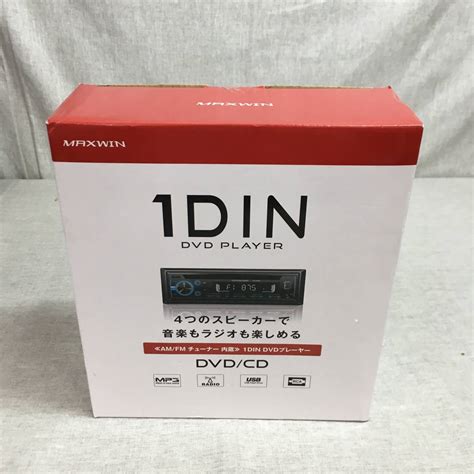 MAXWIN
MAXWIN
1DIN
DVD PLAYER
F1 875
4つのスピーカーで
音楽もラジオも楽しめる
≪AM/FM チューナー 内蔵≫ 1DIN DVDプレーヤー
DVD/CD
MP3
RADIO
USB